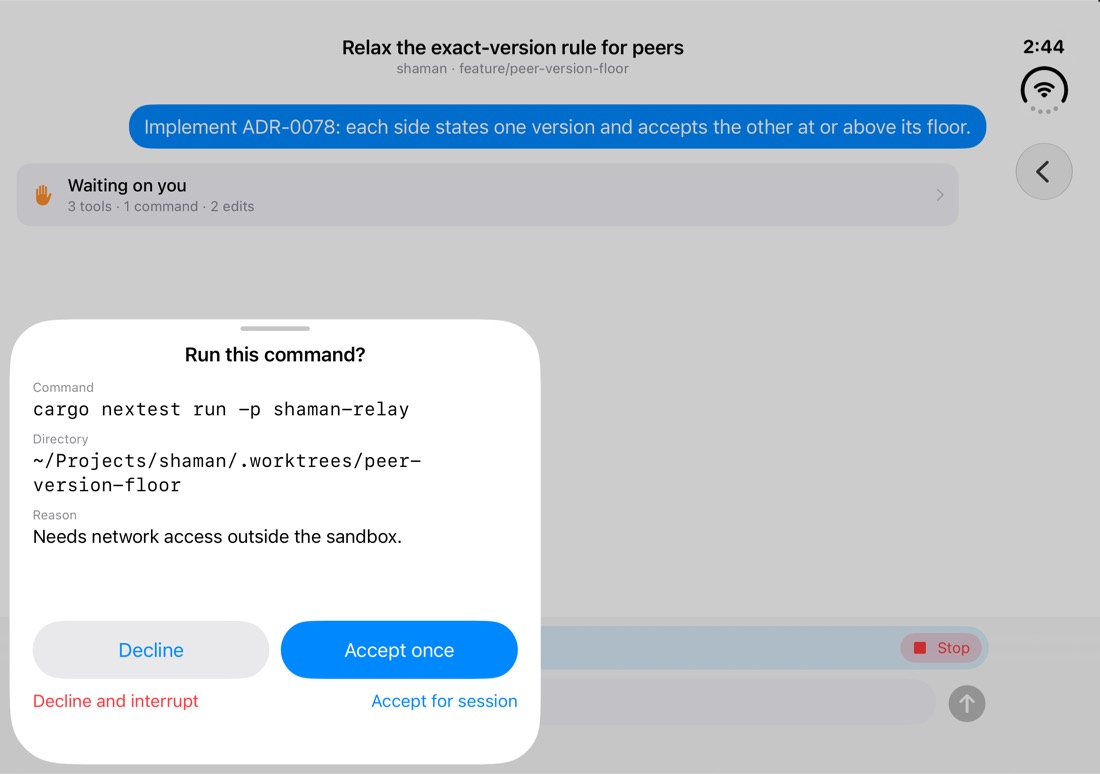 Relax the exact-version rule for peers
shaman · feature/peer-version-floor
2:44
Implement ADR-0078: each side states one version and accepts the other at or above its floor.
Waiting on you
3 tools · 1 command · 2 edits
Run this command?
Command
cargo nextest run -p shaman-relay
Directory
~/Projects/shaman/.worktrees/peer-
version-floor
Reason
Needs network access outside the sandbox.
Decline
Accept once
Stop
Decline and interrupt
Accept for session